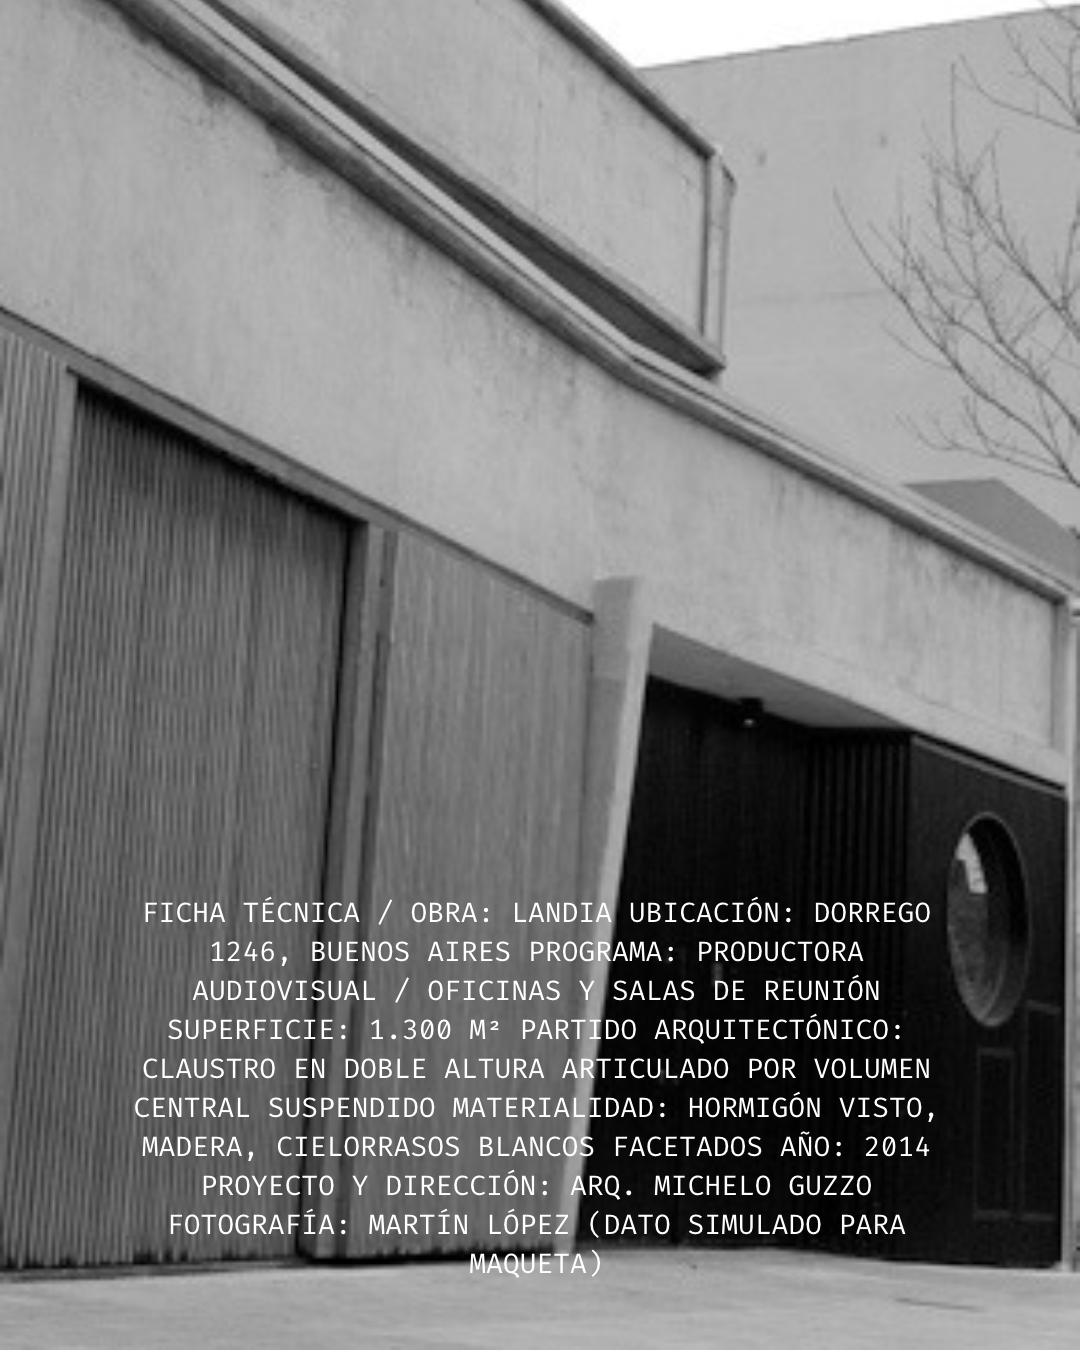 FICHA TÉCNICA / OBRA: LANDIA UBICACIÓN: DORREGO
1246, BUENOS AIRES PROGRAMA: PRODUCTORA
AUDIOVISUAL / OFICINAS Y SALAS DE REUNIÓN
SUPERFICIE: 1.300 M² PARTIDO ARQUITECTÓNICO:
CLAUSTRO EN DOBLE ALTURA ARTICULADO POR VOLUMEN
CENTRAL SUSPENDIDO MATERIALIDAD: HORMIGÓN VISTO,
MADERA, CIELORRASOS BLANCOS FACETADOS AÑO: 2014
PROYECTO Y DIRECCIÓN: ARQ. MICHELO GUZZO
FOTOGRAFÍA: MARTÍN LÓPEZ (DATO SIMULADO PARA
MAQUETA)